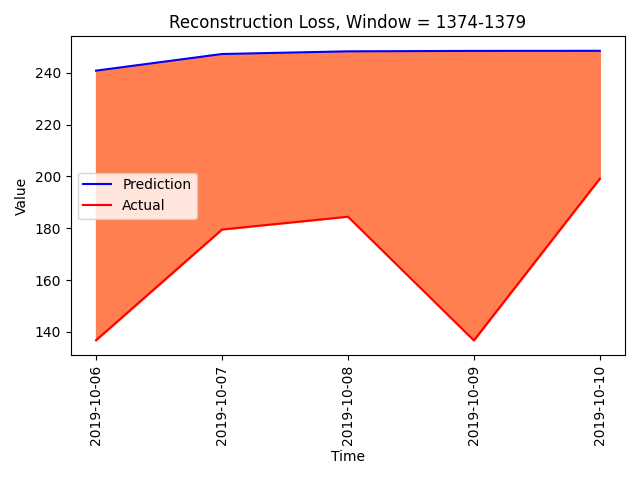 Reconstruction Loss, Window = 1374-1379
Value
240
220
200
180
160
140
Prediction
Actual
2019-10-06
2019-10-07
2019-10-08
2019-10-09
2019-10-10
Time